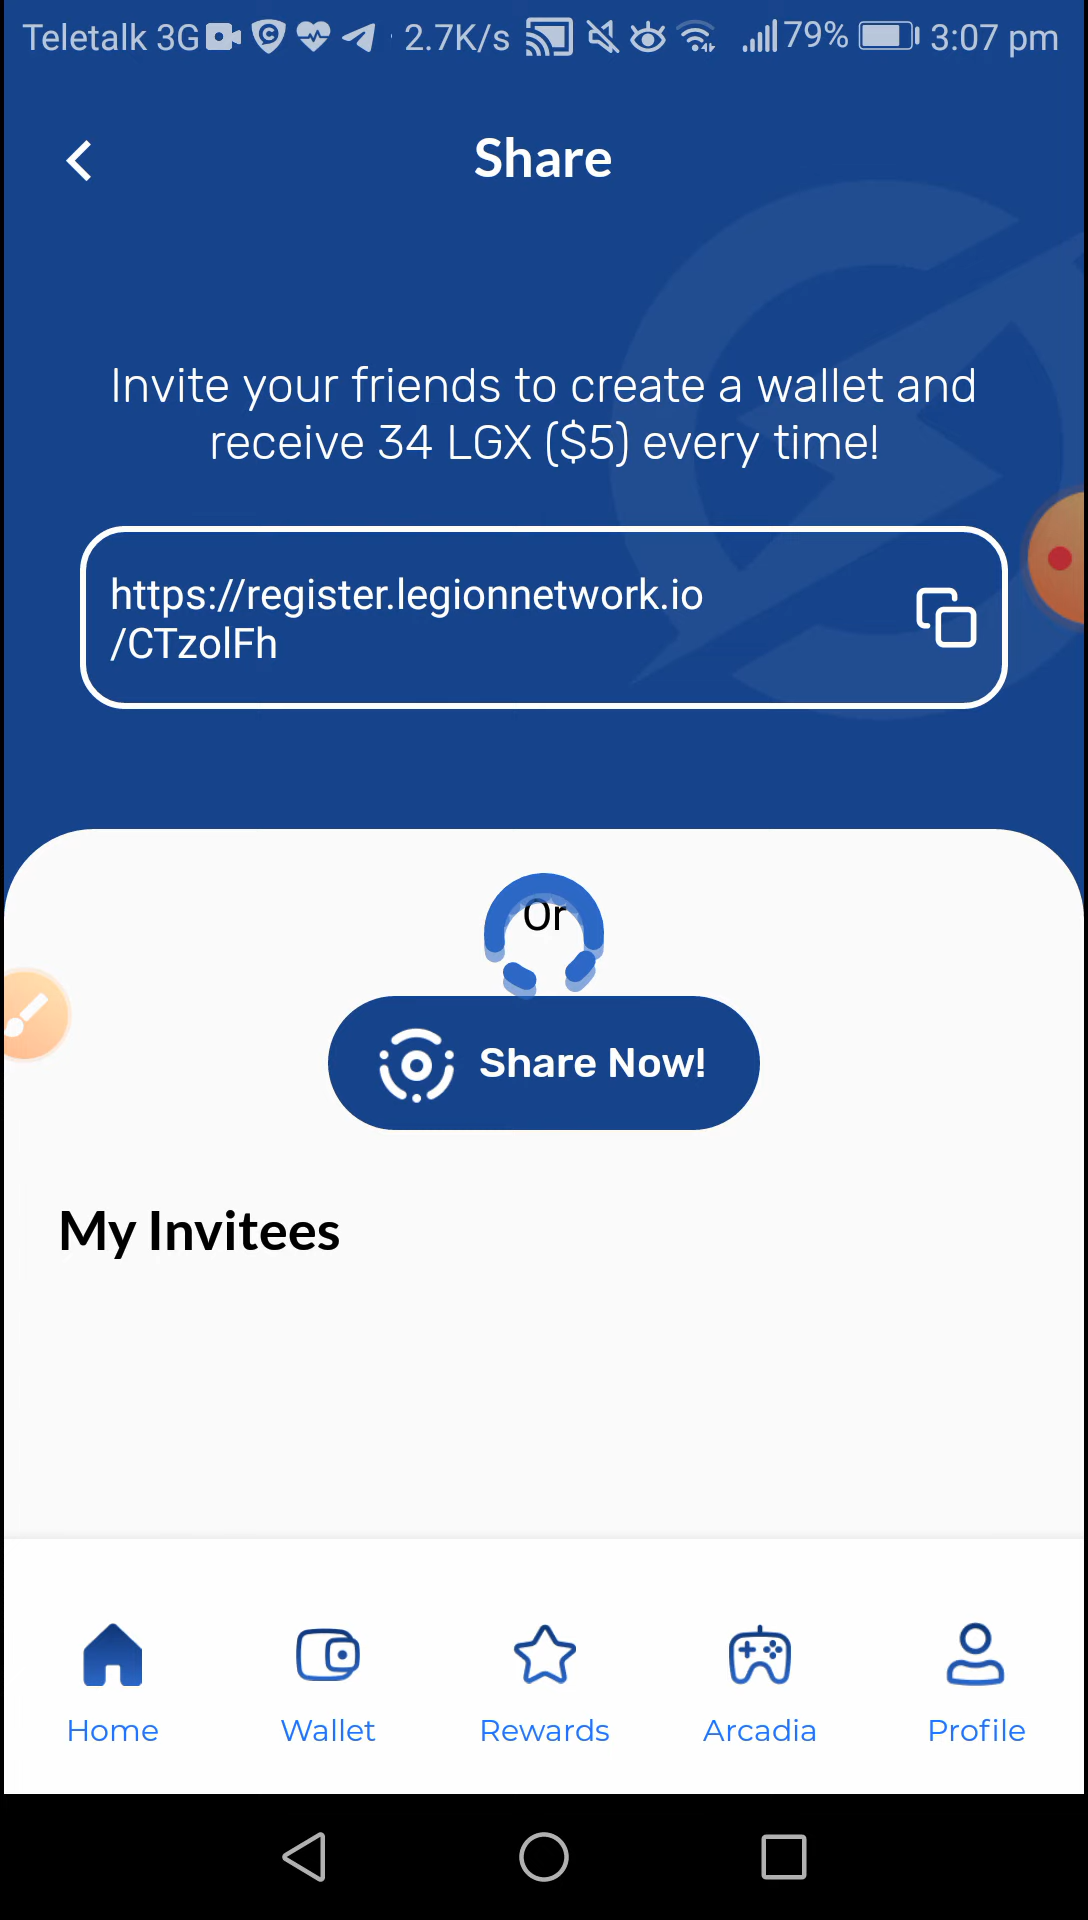 Teletalk 3G 2.7K/s 79% 3:07 pm
Share
Invite your friends to create a wallet and
receive 34 LGX ($5) every time!
https://register.legionnetwork.io
/CTzolFh
Or
Share Now!
My Invitees
Home Wallet Rewards Arcadia Profile